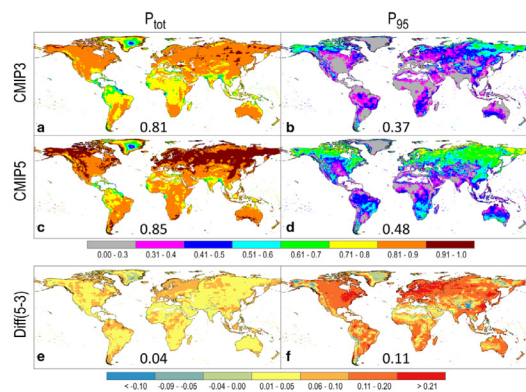 Ptot
P95
CMIP3
a
0.81
b
0.37
CMIP5
c
0.85
d
0.48
0.00 - 0.3
0.31 - 0.4
0.41 - 0.5
0.51 - 0.6
0.61 - 0.7
0.71 - 0.8
0.81 - 0.9
0.91 - 1.0
Diff(5-3)
e
0.04
f
0.11
< -0.10
-0.09 - -0.05
-0.04 - 0.00
0.01 - 0.05
0.06 - 0.10
0.11 - 0.20
> 0.21